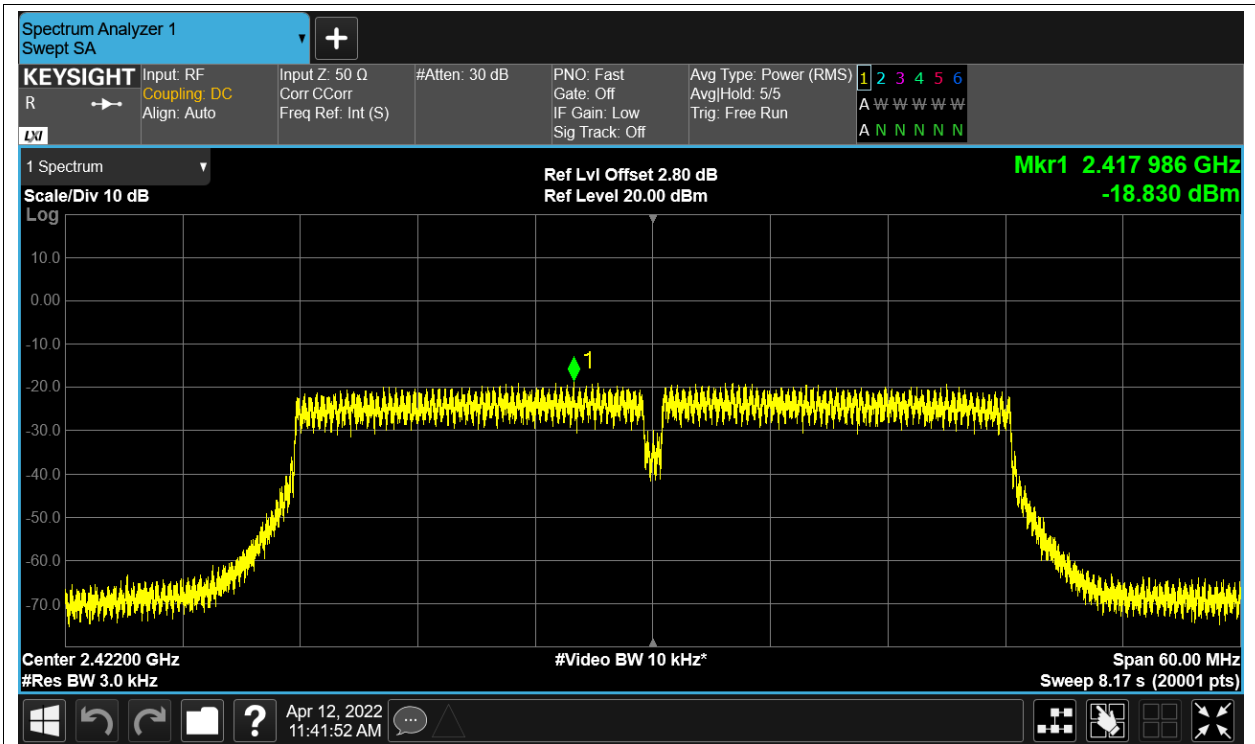 Spectrum Analyzer 1
Swept SA
KEYSIGHT
R
LXI
Input: RF
Coupling: DC
Align: Auto
Input Z: 50 Ω
Corr CCorr
Freq Ref: Int (S)
#Atten: 30 dB
PNO: Fast
Gate: Off
IF Gain: Low
Sig Track: Off
Avg Type: Power (RMS)
Avg|Hold: 5/5
Trig: Free Run
1 2 3 4 5 6
A W W W W W
A N N N N N
1 Spectrum
Scale/Div 10 dB
Ref Lvl Offset 2.80 dB
Ref Level 20.00 dBm
Mkr1 2.417 986 GHz
-18.830 dBm
Log
10.0
0.00
-10.0
-20.0
-30.0
-40.0
-50.0
-60.0
-70.0
1
Center 2.42200 GHz
#Res BW 3.0 kHz
#Video BW 10 kHz*
Span 60.00 MHz
Sweep 8.17 s (20001 pts)
?
Apr 12, 2022
11:41:52 AM